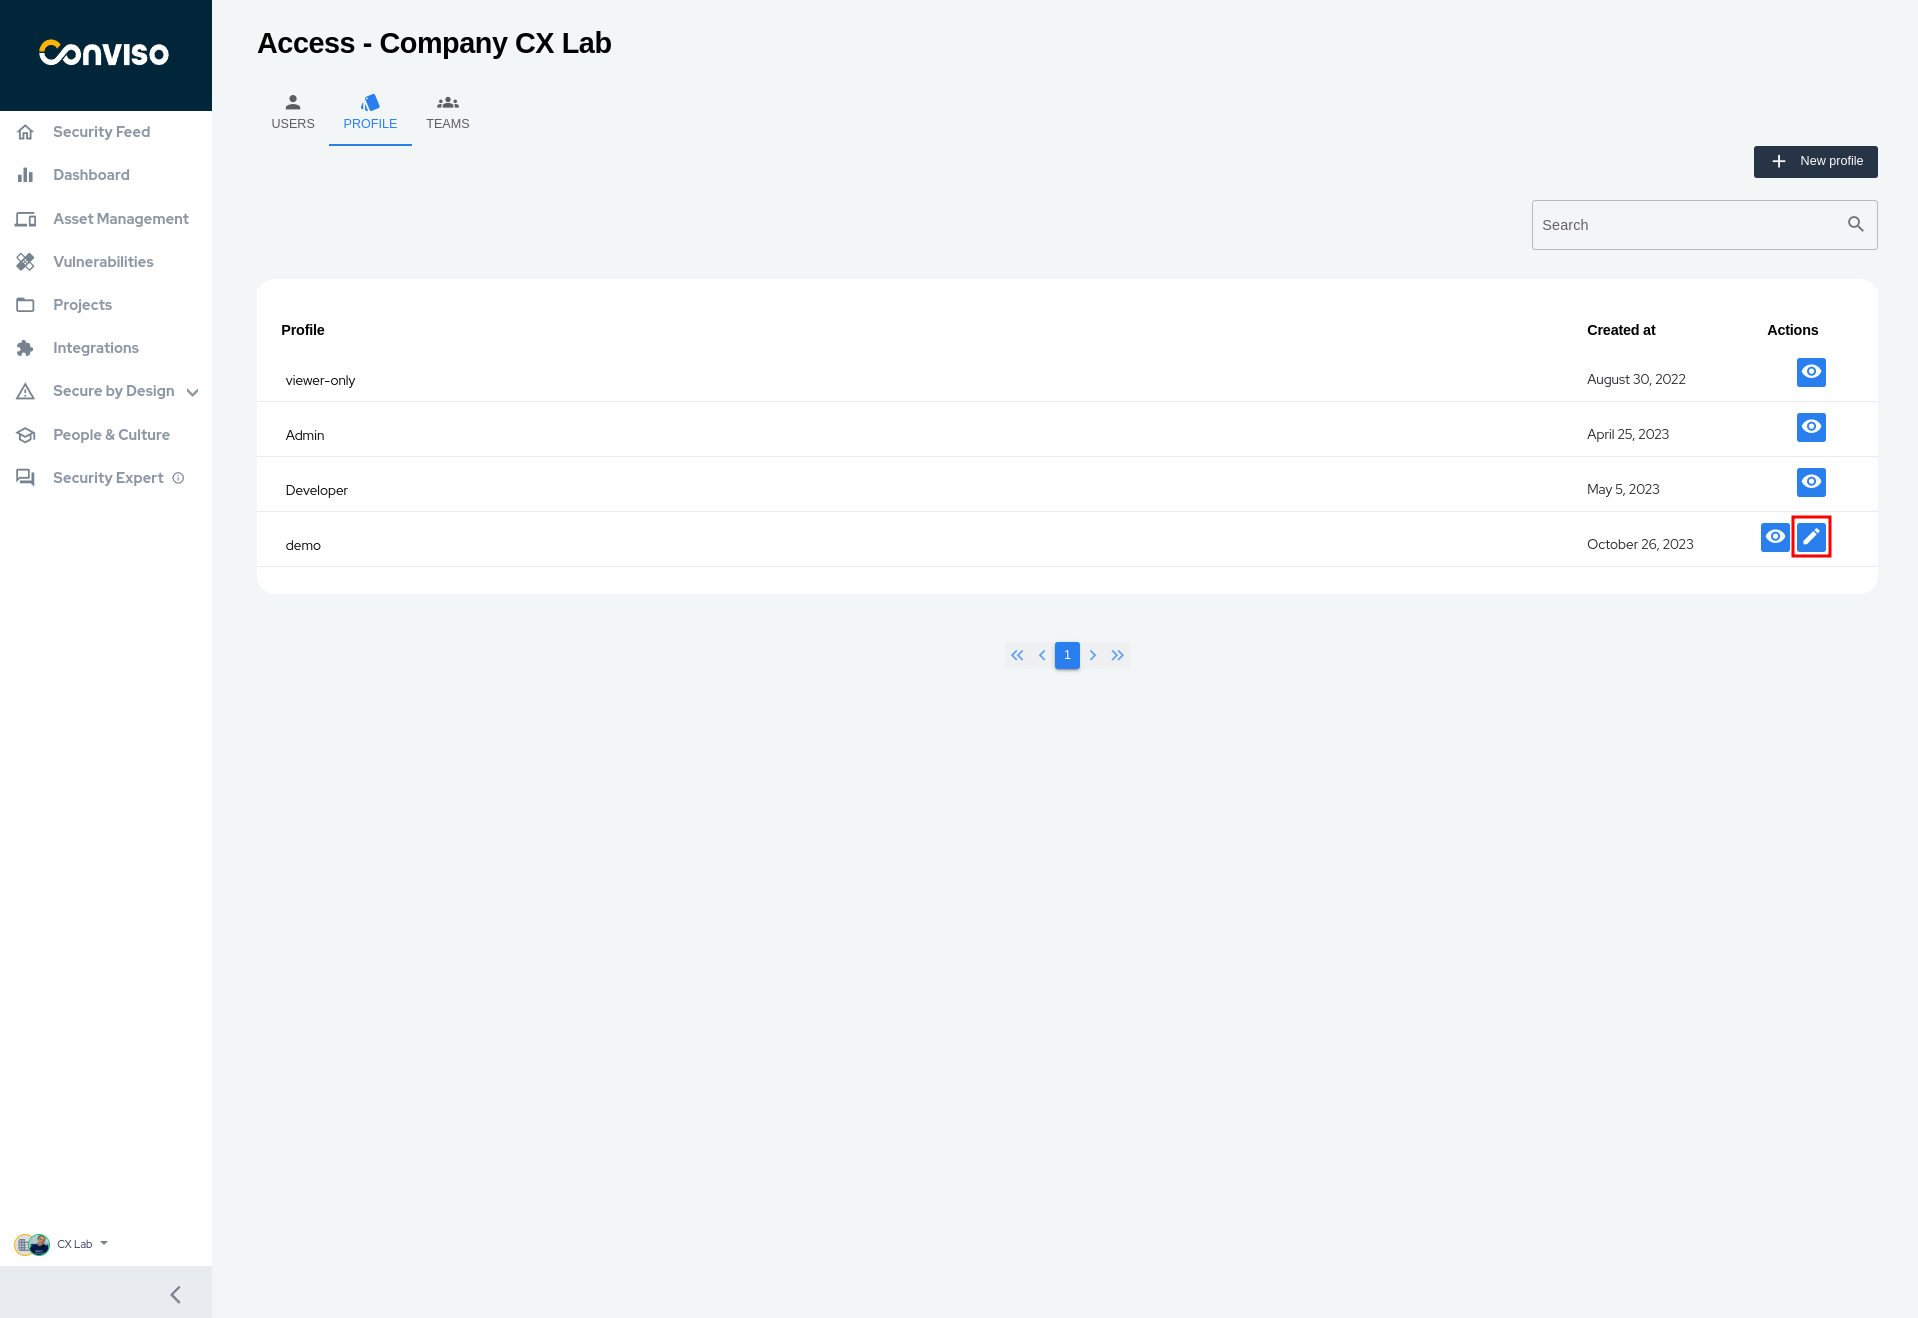 Conviso
Security Feed
Dashboard
Asset Management
Vulnerabilities
Projects
Integrations
Secure by Design
People & Culture
Security Expert
CX Lab
Access - Company CX Lab
USERS PROFILE TEAMS
New profile
Search
Profile Created at Actions
viewer-only August 30, 2022
Admin April 25, 2023
Developer May 5, 2023
demo October 26, 2023
1